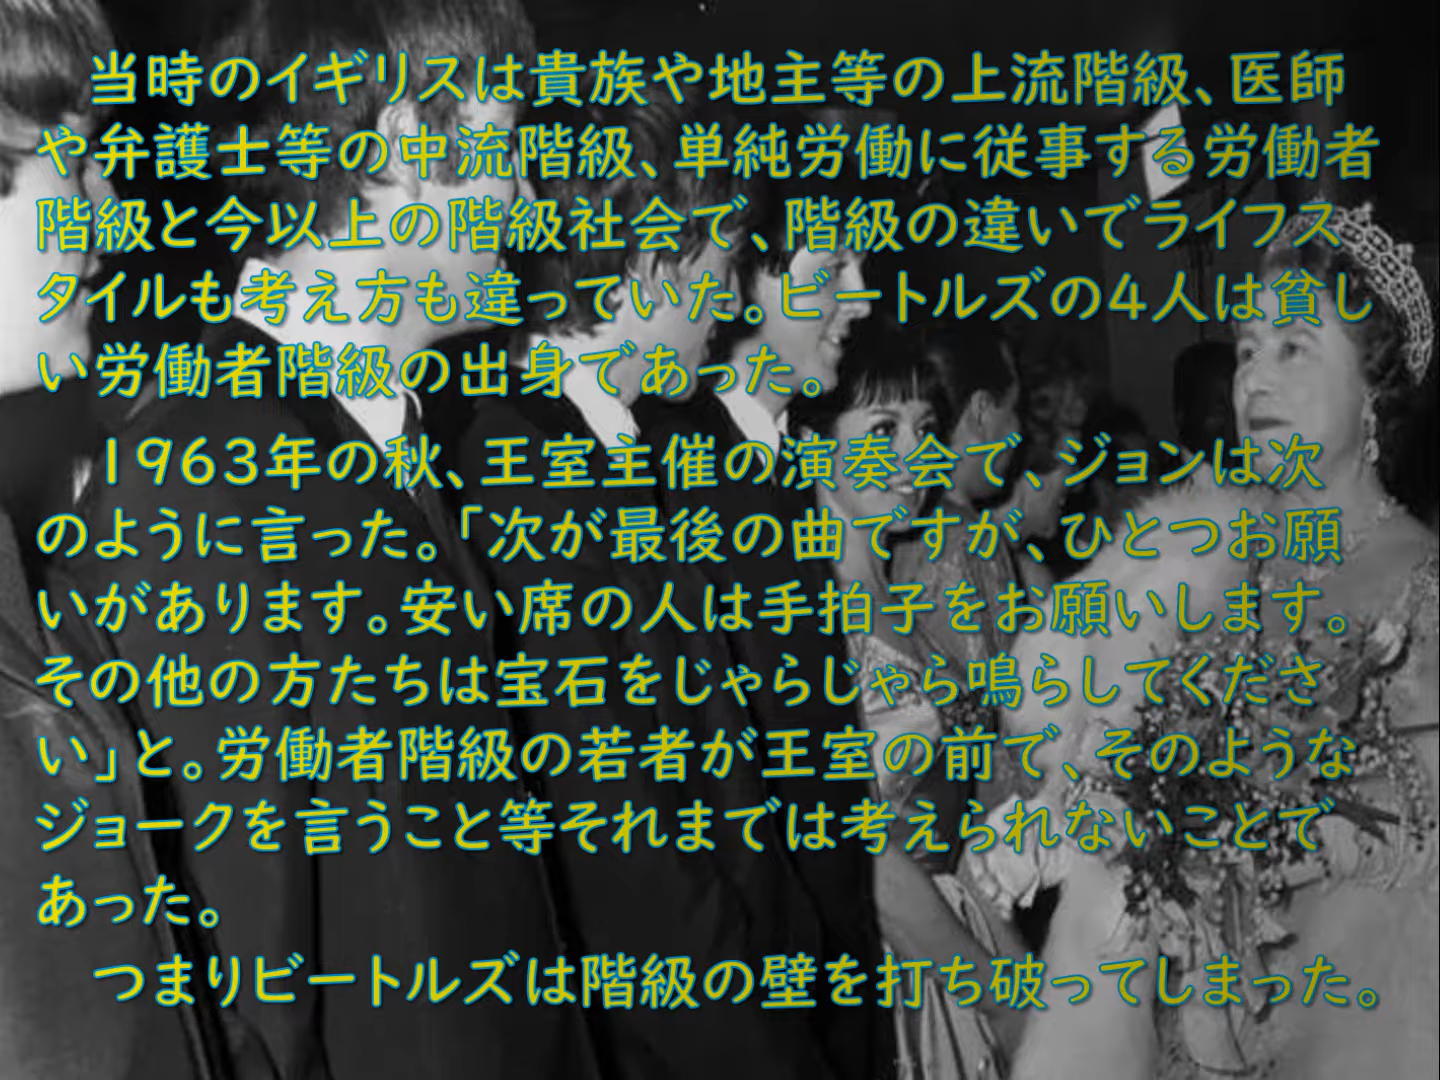 当時のイギリスは貴族や地主等の上流階級、医師
や弁護士等の中流階級、単純労働に従事する労働者
階級と今以上の階級社会で、階級の違いでライフス
タイルも考え方も違っていた。ビートルズの4人は貧し
い労働者階級の出身であった。
1963年の秋、王室主催の演奏会で、ジョンは次
のように言った。「次が最後の曲ですが、ひとつお願
いがあります。安い席の人は手拍子をお願いします。
その他の方たちは宝石をじゃらじゃら鳴らしてくださ
い」と。労働者階級の若者が王室の前で、そのような
ジョークを言うこと等それまでは考えられないことで
あった。
つまりビートルズは階級の壁を打ち破ってしまった。